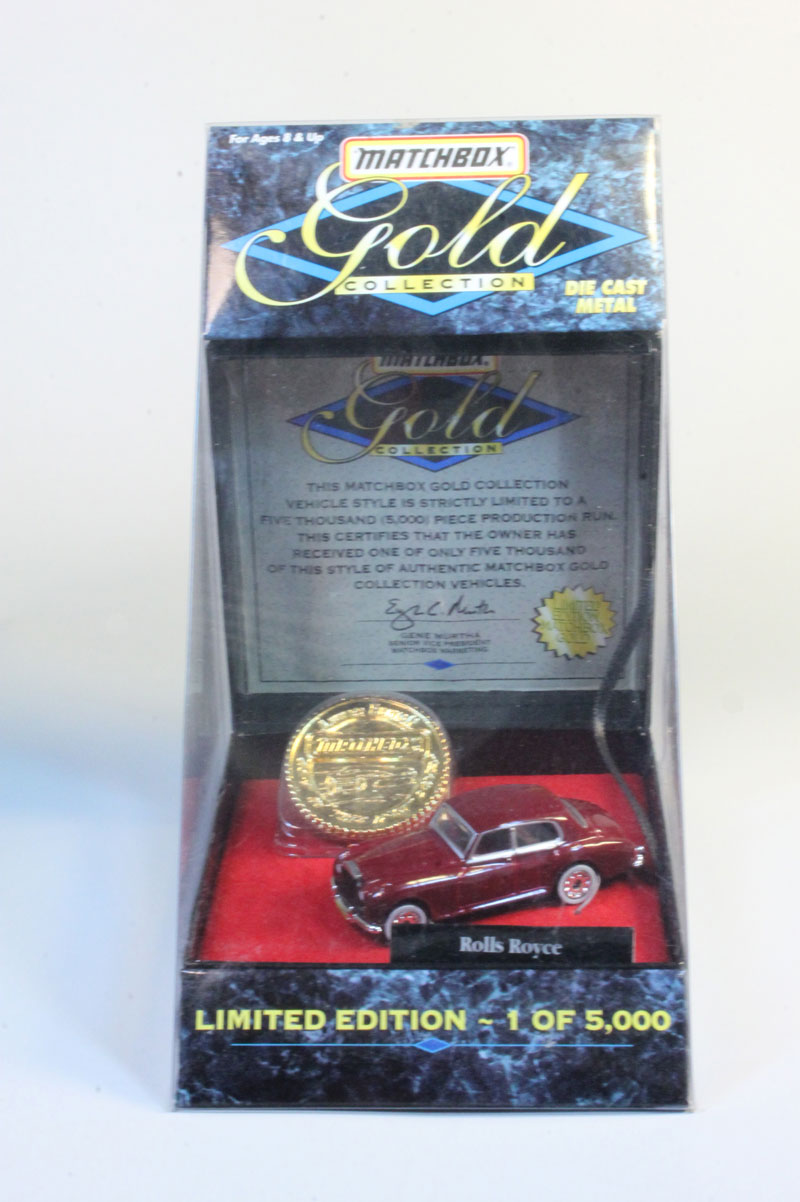 For Ages 8 & Up
MATCHBOX
Gold
COLLECTION
DIE CAST
METAL
MATCHBOX
Gold
COLLECTION
THIS MATCHBOX GOLD COLLECTION
VEHICLE STYLE IS STRICTLY LIMITED TO A
FIVE THOUSAND (5,000) PIECE PRODUCTION RUN.
THIS CERTIFIES THAT THE OWNER HAS
RECEIVED ONE OF ONLY FIVE THOUSAND
OF THIS STYLE OF AUTHENTIC MATCHBOX GOLD
COLLECTION VEHICLES.
GENE MURTHA
SENIOR VICE PRESIDENT
MATCHBOX MARKETING
LIMITED
MATCHBOX
Rolls Royce
LIMITED EDITION ~ 1 OF 5,000